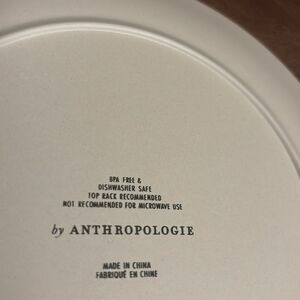 BPA FREE &
DISHWASHER SAFE
TOP RACK RECOMMENDED
NOT RECOMMENDED FOR MICROWAVE USE
by ANTHROPOLOGIE
MADE IN CHINA
FABRIQUÉ EN CHINE